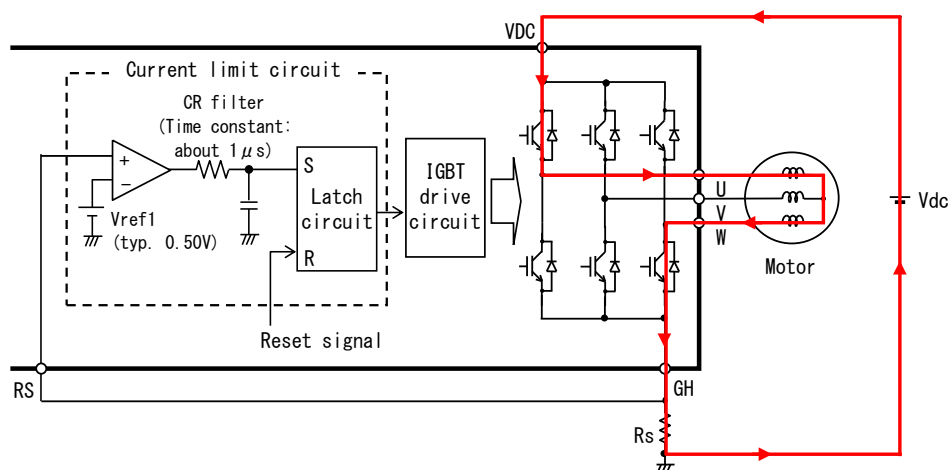 VDC
Current limit circuit
CR filter
(Time constant:
about 1μs)
+
−
Vref1
(typ. 0.50V)
S
Latch
circuit
R
IGBT
drive
circuit
Reset signal
U
V
W
Motor
Vdc
RS
GH
Rs